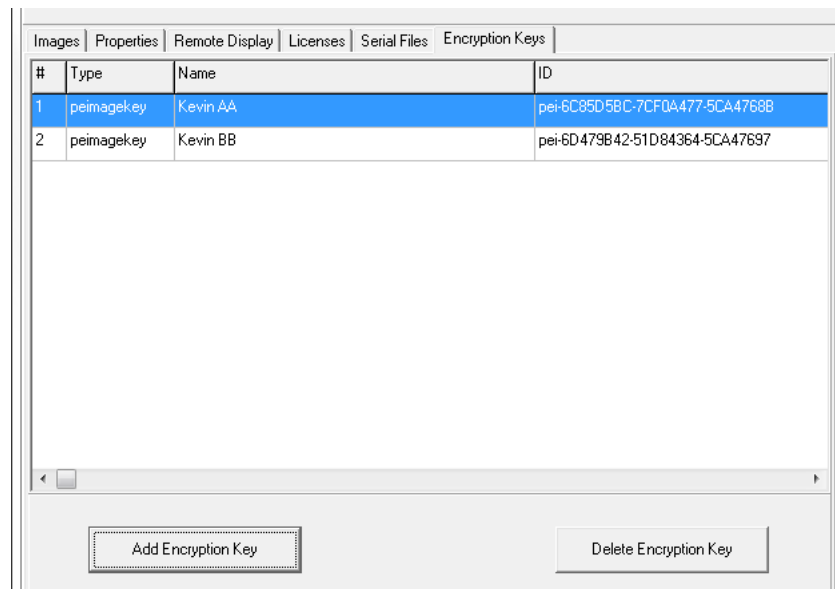 Images Properties Remote Display Licenses Serial Files Encryption Keys
# Type Name ID
1 peimagekey Kevin AA pei-6C85D5BC-7CF0A477-5CA4768B
2 peimagekey Kevin BB pei-6D479B42-51D84364-5CA47697
Add Encryption Key Delete Encryption Key